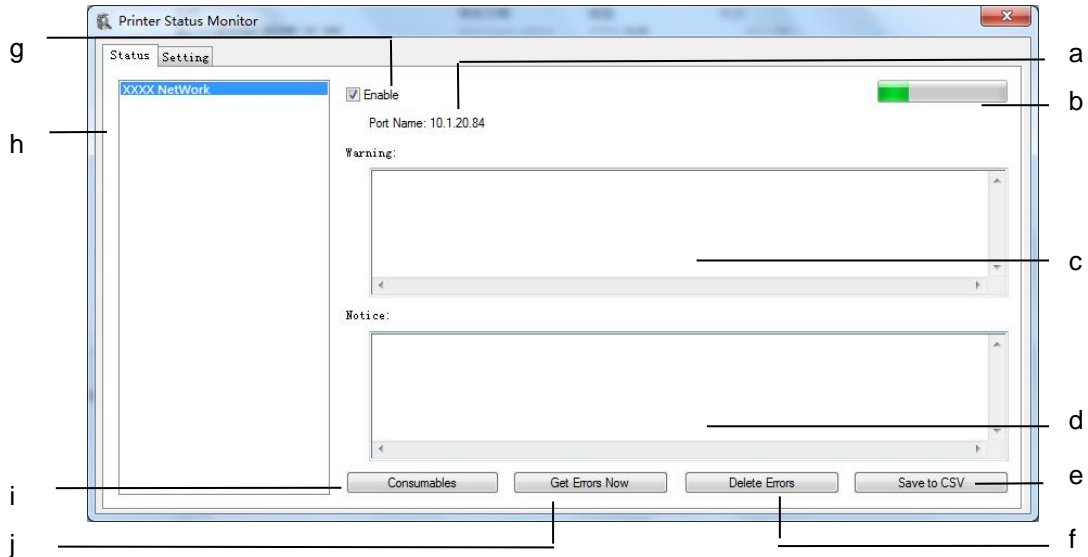 Printer Status Monitor
g
Status Setting
a
XXXX NetWork
Enable
b
Port Name: 10.1.20.84
h
Warning:
c
Notice:
d
Consumables Get Errors Now Delete Errors Save to CSV
e
i
f
j